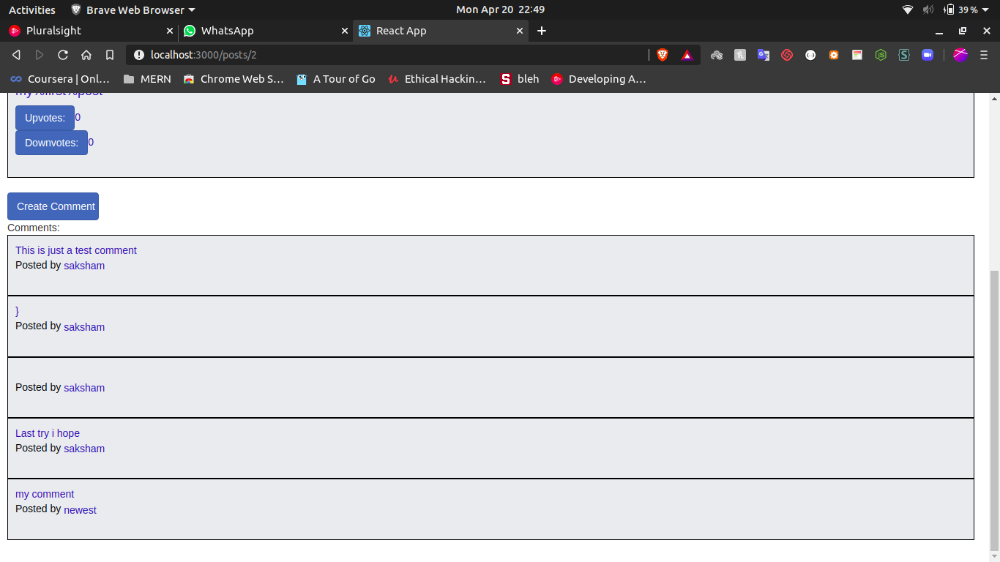 Activities Brave Web Browser Mon Apr 20 22:49 39 %
Pluralsight WhatsApp React App
localhost:3000/posts/2
Coursera | Onl... MERN Chrome Web S... A Tour of Go Ethical Hackin... bleh Developing A...
my%first%post
Upvotes: 0
Downvotes: 0
Create Comment
Comments:
This is just a test comment
Posted by saksham
}
Posted by saksham
Posted by saksham
Last try i hope
Posted by saksham
my comment
Posted by newest